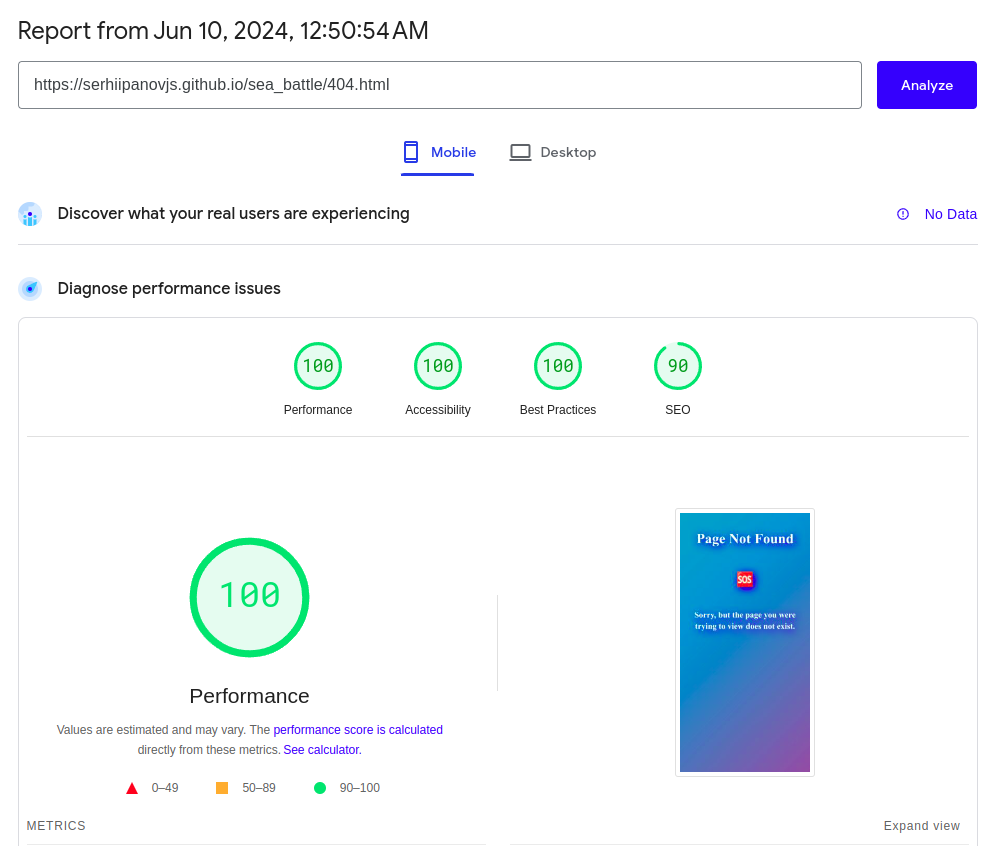 Report from Jun 10, 2024, 12:50:54 AM
https://serhiipanovjs.github.io/sea_battle/404.html
Analyze
Mobile
Desktop
Discover what your real users are experiencing
No Data
Diagnose performance issues
100
100
100
90
Performance
Accessibility
Best Practices
SEO
100
Performance
Values are estimated and may vary. The performance score is calculated
directly from these metrics. See calculator.
0–49
50–89
90–100
Page Not Found
SOS
Sorry, but the page you were
trying to view does not exist.
METRICS
Expand view